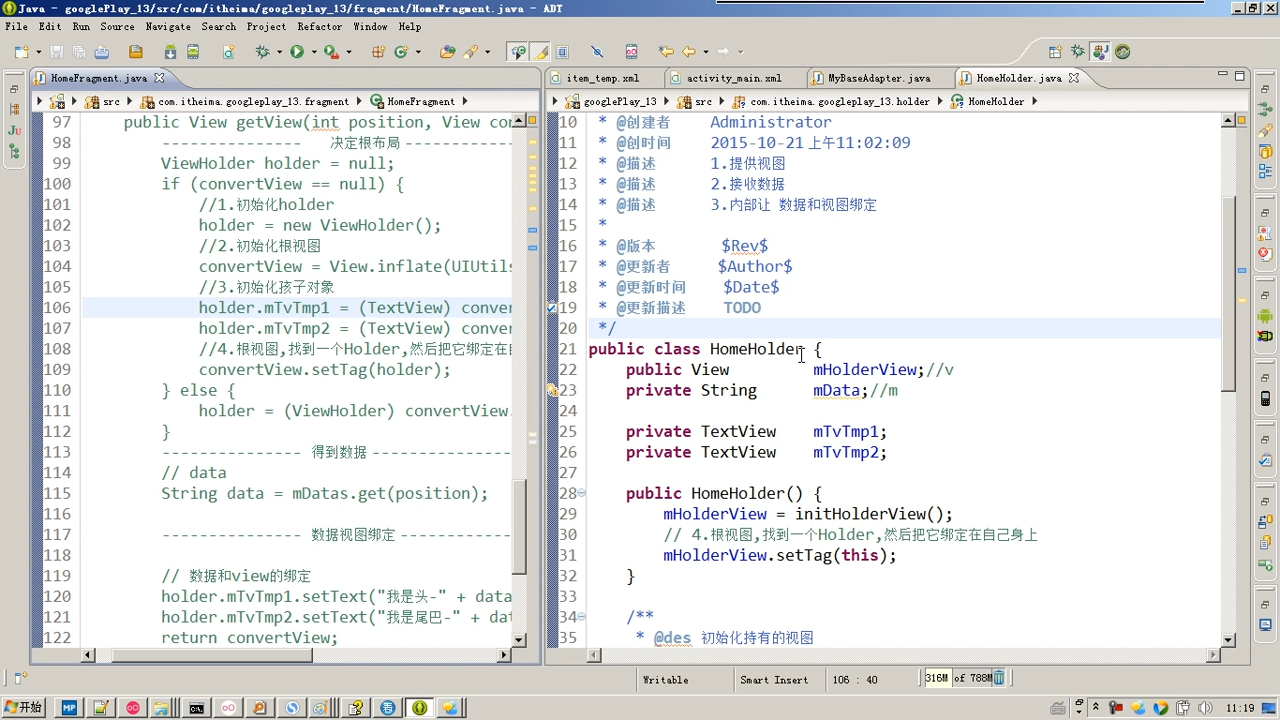 Java - googlePlay_13/src/com/itheima/googleplay_13/fragment/HomeFragment.java - ADT
File Edit Run Source Navigate Search Project Refactor Window Help
HomeFragment.java
item_temp.xml activity_main.xml MyBaseAdapter.java HomeHolder.java
src com.itheima.googleplay_13.fragment HomeFragment
googlePlay_13 src com.itheima.googleplay_13.holder HomeHolder
97 public View getView(int position, View con
98 --------------- 决定根布局 ------------
99 ViewHolder holder = null;
100 if (convertView == null) {
101 //1.初始化holder
102 holder = new ViewHolder();
103 //2.初始化根视图
104 convertView = View.inflate(UIUtils
105 //3.初始化孩子对象
106 holder.mTvTmp1 = (TextView) conver
107 holder.mTvTmp2 = (TextView) conver
108 //4.根视图,找到一个Holder,然后把它绑定在自
109 convertView.setTag(holder);
110 } else {
111 holder = (ViewHolder) convertView.
112 }
113 --------------- 得到数据 ---------------
114 // data
115 String data = mDatas.get(position);
116
117 --------------- 数据视图绑定 ------------
118
119 // 数据和view的绑定
120 holder.mTvTmp1.setText("我是头-" + data
121 holder.mTvTmp2.setText("我是尾巴-" + dat
122 return convertView;
10 * @创建者 Administrator
11 * @创时间 2015-10-21 上午11:02:09
12 * @描述 1.提供视图
13 * @描述 2.接收数据
14 * @描述 3.内部让 数据和视图绑定
15 *
16 * @版本 $Rev$
17 * @更新者 $Author$
18 * @更新时间 $Date$
19 * @更新描述 TODO
20 */
21 public class HomeHolder {
22 public View mHolderView;//v
23 private String mData;//m
24
25 private TextView mTvTmp1;
26 private TextView mTvTmp2;
27
28 public HomeHolder() {
29 mHolderView = initHolderView();
30 // 4.根视图,找到一个Holder,然后把它绑定在自己身上
31 mHolderView.setTag(this);
32 }
33
34 /**
35 * @des 初始化持有的视图
Writable Smart Insert 106 : 40 316M of 788M
开始 11:19